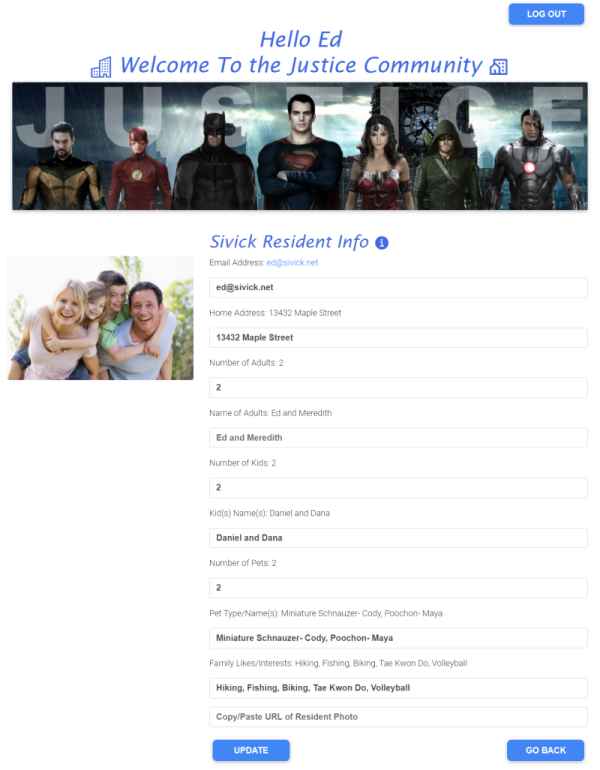 LOG OUT
Hello Ed
Welcome To the Justice Community
JUSTICE
Sivick Resident Info
Email Address: ed@sivick.net
ed@sivick.net
Home Address: 13432 Maple Street
13432 Maple Street
Number of Adults: 2
2
Name of Adults: Ed and Meredith
Ed and Meredith
Number of Kids: 2
2
Kid(s) Name(s): Daniel and Dana
Daniel and Dana
Number of Pets: 2
2
Pet Type/Name(s): Miniature Schnauzer- Cody, Poochon- Maya
Miniature Schnauzer- Cody, Poochon- Maya
Family Likes/Interests: Hiking, Fishing, Biking, Tae Kwon Do, Volleyball
Hiking, Fishing, Biking, Tae Kwon Do, Volleyball
Copy/Paste URL of Resident Photo
UPDATE
GO BACK